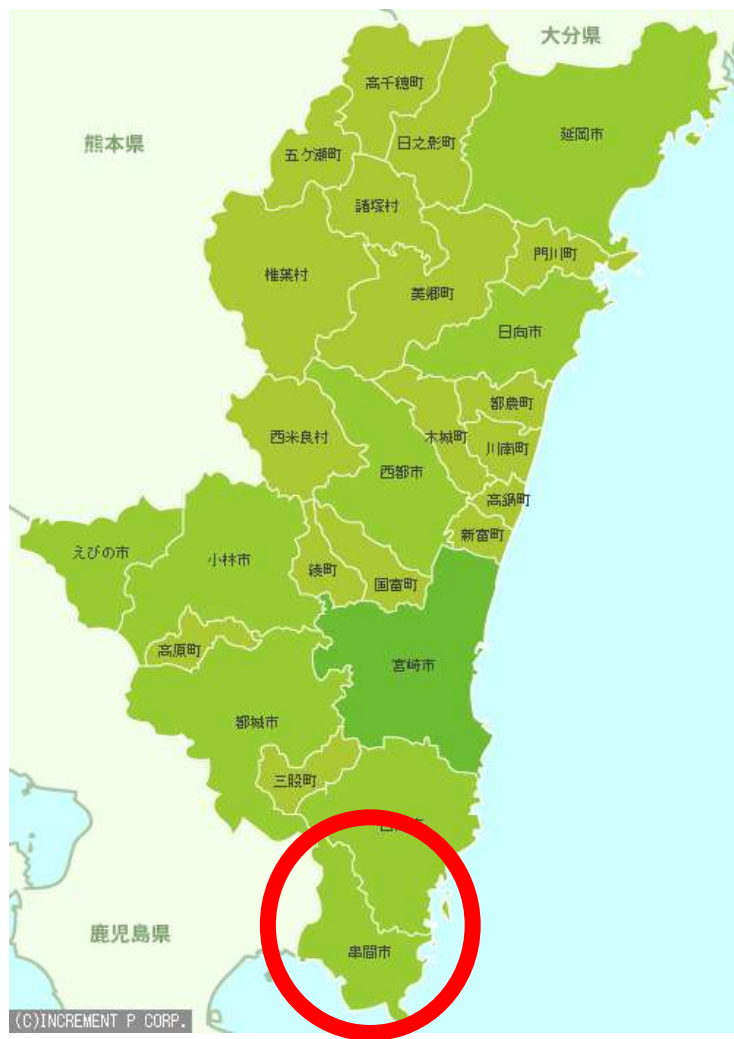 大分県
高千穂町
延岡市
日之影町
熊本県
五ケ瀬町
諸塚村
門川町
椎葉村
美郷町
日向市
都農町
西米良村
木城町
川南町
西都市
高鍋町
新富町
えびの市
小林市
綾町
国富町
高原町
宮崎市
都城市
三股町
鹿児島県
串間市
(C)INCREMENT P CORP.